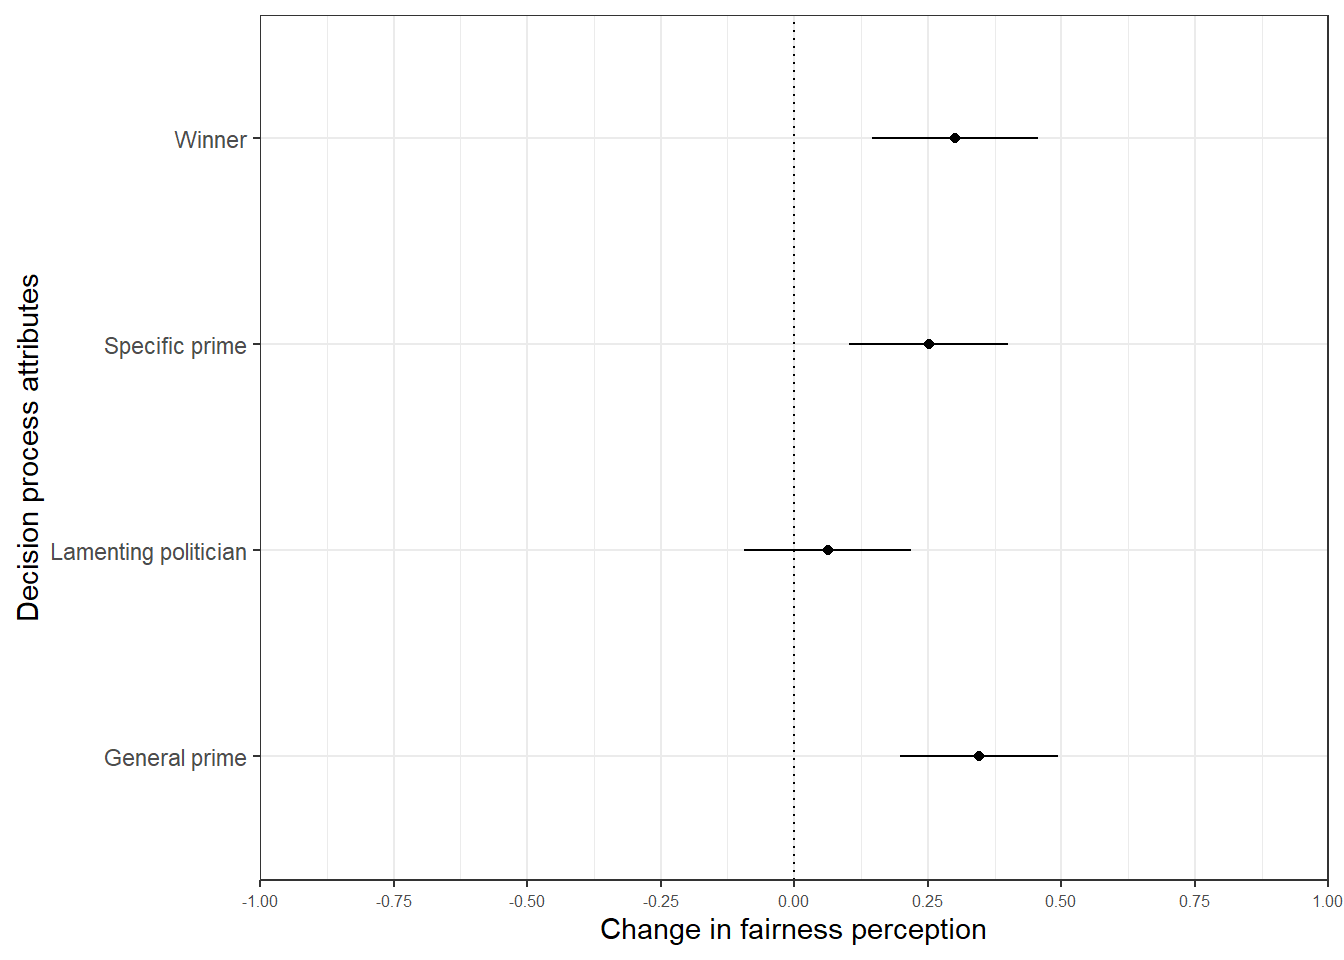 Decision process attributes
Winner
Specific prime
Lamenting politician
General prime
-1.00 -0.75 -0.50 -0.25 0.00 0.25 0.50 0.75 1.00
Change in fairness perception